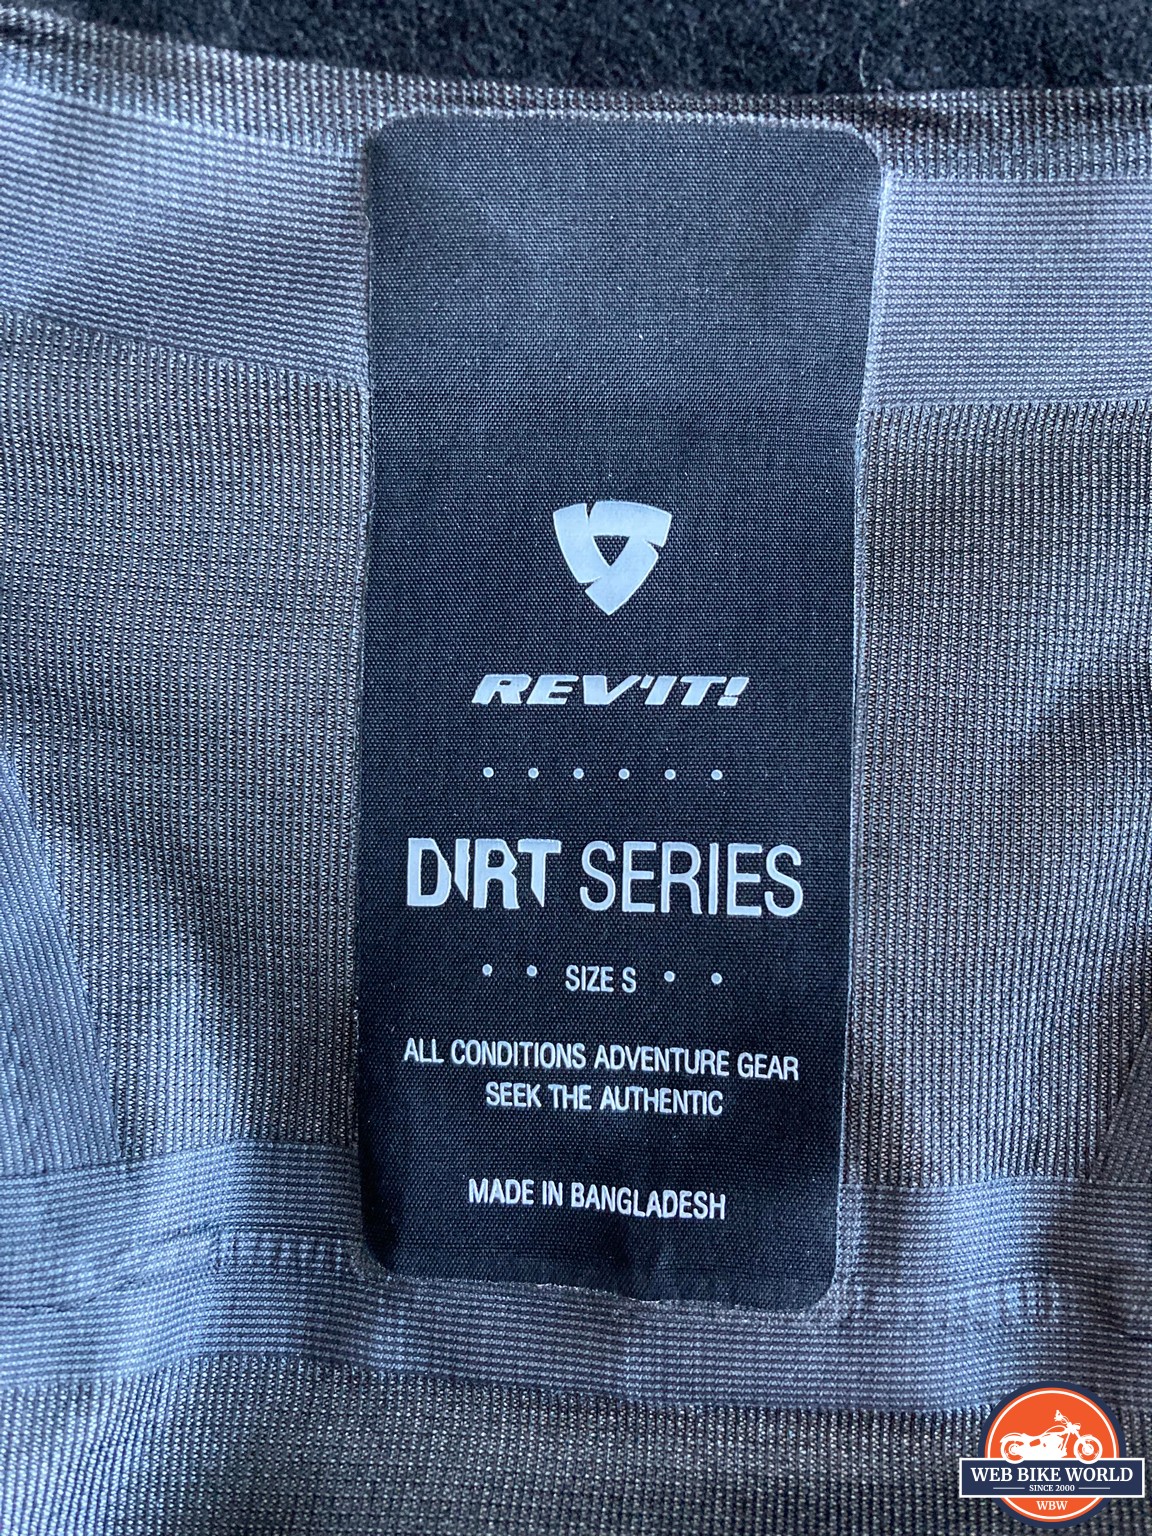 REV'IT!
DIRT SERIES
SIZE S
ALL CONDITIONS ADVENTURE GEAR
SEEK THE AUTHENTIC
MADE IN BANGLADESH
WEB BIKE WORLD
SINCE 2000
WBW